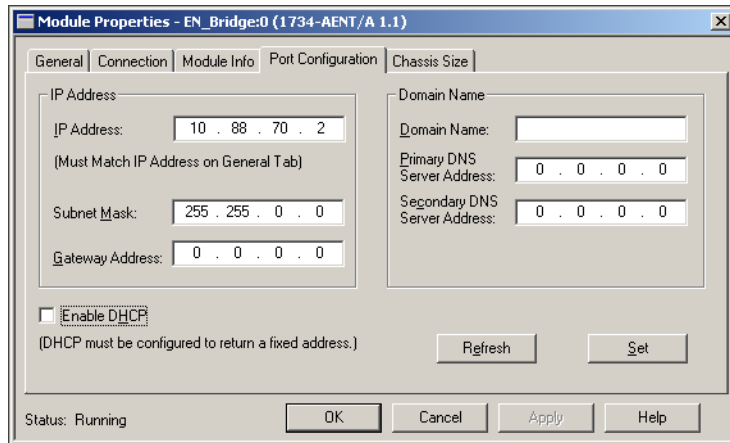 Module Properties - EN_Bridge:0 (1734-AENT/A 1.1)
General Connection Module Info Port Configuration Chassis Size
IP Address
IP Address: 10 . 88 . 70 . 2
(Must Match IP Address on General Tab)
Subnet Mask: 255 . 255 . 0 . 0
Gateway Address: 0 . 0 . 0 . 0
Domain Name
Domain Name:
Primary DNS
Server Address: 0 . 0 . 0 . 0
Secondary DNS
Server Address: 0 . 0 . 0 . 0
Enable DHCP
(DHCP must be configured to return a fixed address.)
Refresh Set
Status: Running OK Cancel Apply Help